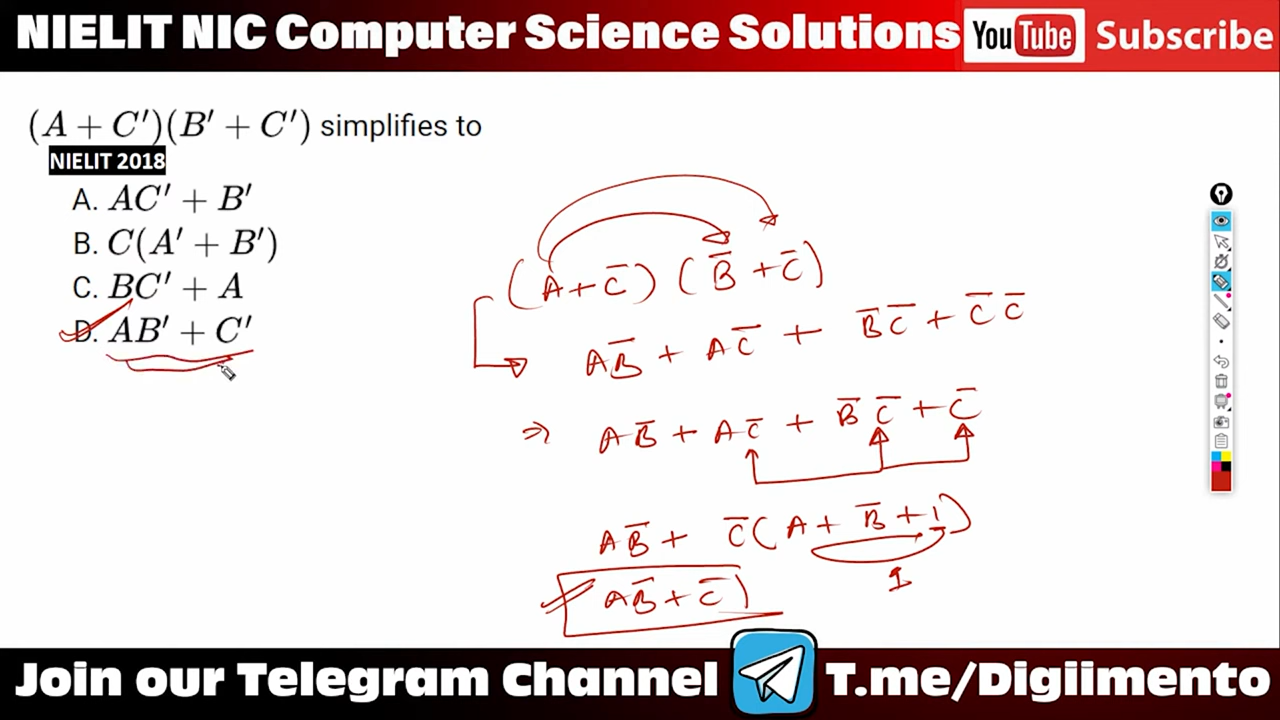 NIELIT NIC Computer Science Solutions YouTube Subscribe
(A + C′)(B′ + C′) simplifies to
NIELIT 2018
A. AC′ + B′
B. C(A′ + B′)
C. BC′ + A
D. AB′ + C′
(A+C̅) (B̅+C̅)
AB̅ + AC̅ + B̅C̅ + C̅ C̅
⇒ AB̅ + AC̅ + B̅ C̅ + C̅
AB̅ + C̅(A + B̅ + 1)
1
AB̅ + C̅)
Join our Telegram Channel T.me/Digiimento